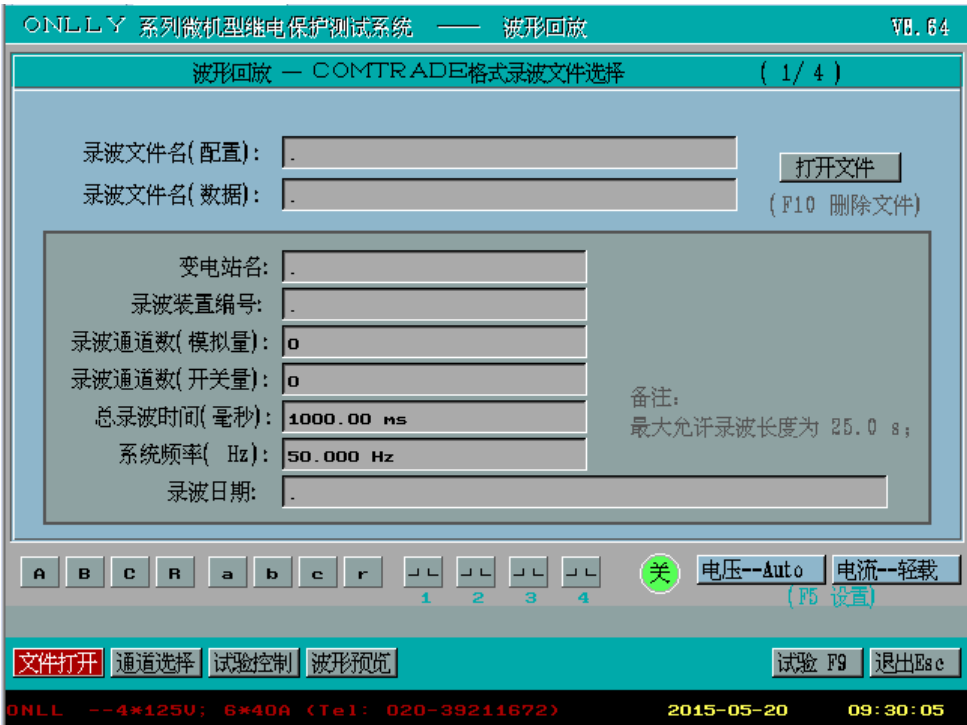 ONLLY 系列微机型继电保护测试系统 —— 波形回放 V8.64
波形回放 — COMTRADE格式录波文件选择 ( 1/ 4 )
录波文件名(配置): .
打开文件
录波文件名(数据): .
(F10 删除文件)
变电站名: .
录波装置编号: .
录波通道数(模拟量): 0
录波通道数(开关量): 0
备注:
总录波时间(毫秒): 1000.00 ms
最大允许录波长度为 25.0 s;
系统频率( Hz): 50.000 Hz
录波日期: .
A B C R a b c r 关 电压--Auto 电流--轻载
1 2 3 4 (F5 设置)
文件打开 通道选择 试验控制 波形预览 试验 F9 退出Esc
ONLL --4*125V; 6*40A (Tel: 020-39211672) 2015-05-20 09:30:05